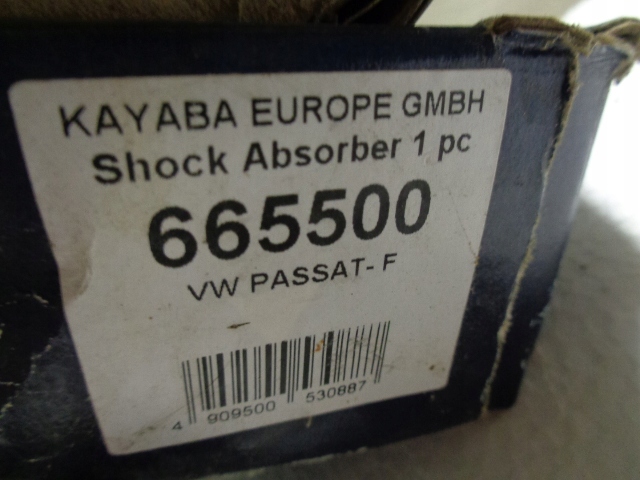 KAYABA EUROPE GMBH
Shock Absorber 1 pc
665500
VW PASSAT- F
4 909500 530887